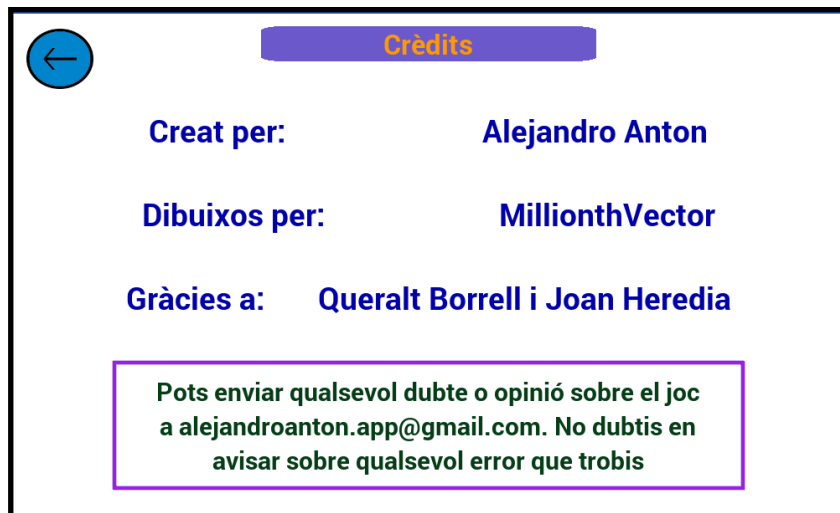 Crèdits
Creat per: Alejandro Anton
Dibuixos per: MillionthVector
Gràcies a: Queralt Borrell i Joan Heredia
Pots enviar qualsevol dubte o opinió sobre el joc
a alejandroanton.app@gmail.com. No dubtis en
avisar sobre qualsevol error que trobis